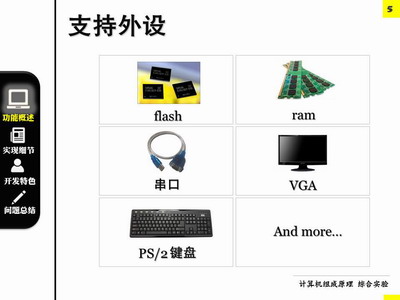 支持外设
5
flash
ram
串口
VGA
PS/2 键盘
And more...
功能概述
实现细节
开发特色
问题总结
计算机组成原理 综合实验